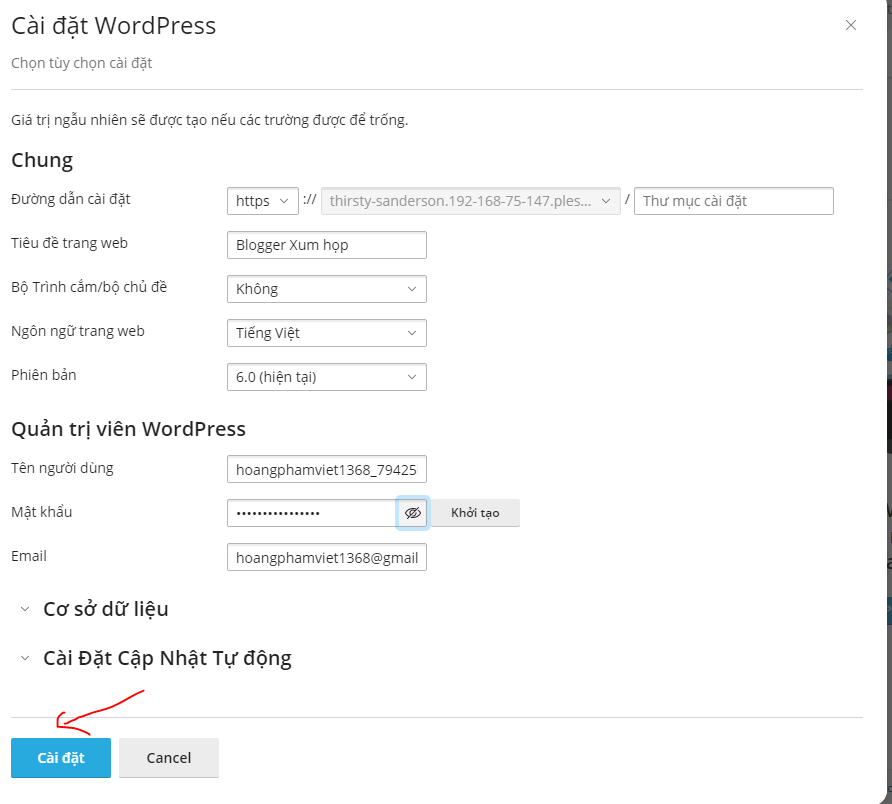 Cài đặt WordPress
Chọn tùy chọn cài đặt
Giá trị ngẫu nhiên sẽ được tạo nếu các trường được để trống.
Chung
Đường dẫn cài đặt https :// thirsty-sanderson.192-168-75-147.ples... / Thư mục cài đặt
Tiêu đề trang web Blogger Xum họp
Bộ Trình cắm/bộ chủ đề Không
Ngôn ngữ trang web Tiếng Việt
Phiên bản 6.0 (hiện tại)
Quản trị viên WordPress
Tên người dùng hoangphamviet1368_79425
Mật khẩu •••••••••••••••• Khởi tạo
Email hoangphamviet1368@gmail
Cơ sở dữ liệu
Cài Đặt Cập Nhật Tự động
Cài đặt Cancel